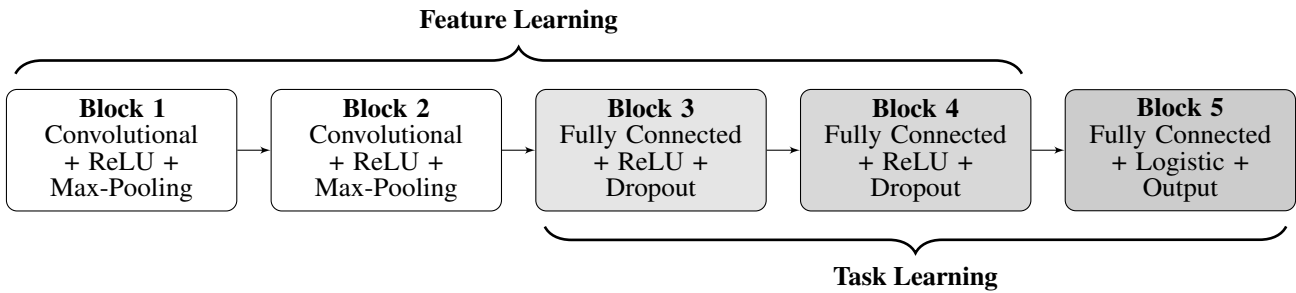 Feature Learning
Block 1
Convolutional
+ ReLU +
Max-Pooling
Block 2
Convolutional
+ ReLU +
Max-Pooling
Block 3
Fully Connected
+ ReLU +
Dropout
Block 4
Fully Connected
+ ReLU +
Dropout
Block 5
Fully Connected
+ Logistic +
Output
Task Learning